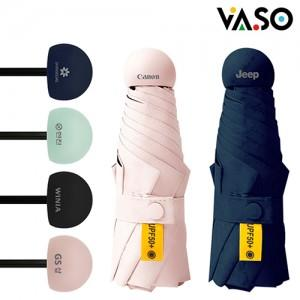 VASO
Canon
Jeep
WINIA
GS
UPF50+
UPF50+